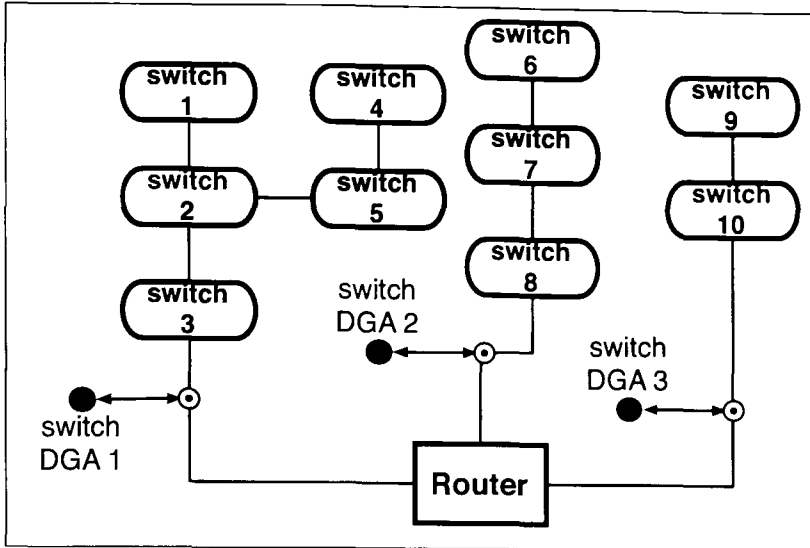 switch
1
switch
2
switch
3
switch
4
switch
5
switch
6
switch
7
switch
8
switch
9
switch
10
switch
DGA 1
switch
DGA 2
switch
DGA 3
Router